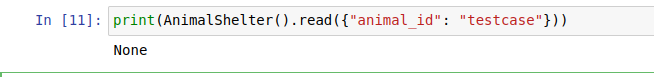 In [11]: print(AnimalShelter().read({"animal_id": "testcase"}))
None